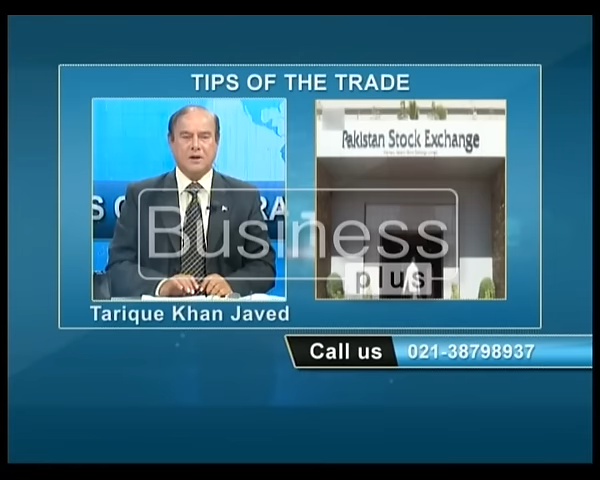 TIPS OF THE TRADE
Pakistan Stock Exchange
Business
plus
Tarique Khan Javed
Call us 021-38798937